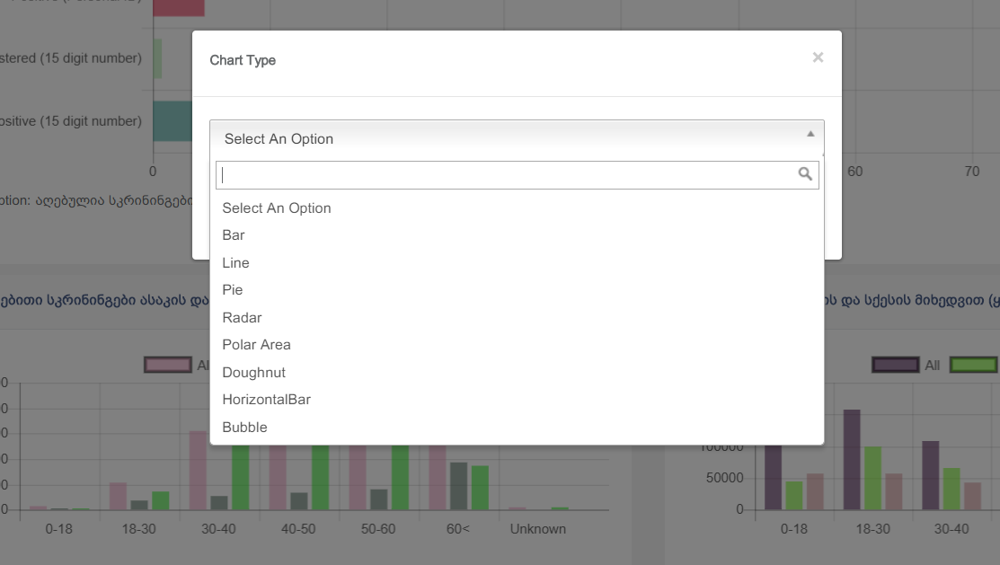 stered (15 digit number)
ositive (15 digit number)
0
60
70
Chart Type
×
Select An Option
Select An Option
Bar
Line
Pie
Radar
Polar Area
Doughnut
HorizontalBar
Bubble
ption: აღებულია სკრინინგები
ებითი სკრინინგები ასაკის და
ის და სქესის მიხედვით (ყ
0
0
0
0
0
0
0-18
18-30
30-40
40-50
50-60
60<
Unknown
All
100000
50000
0
0-18
18-30
30-40